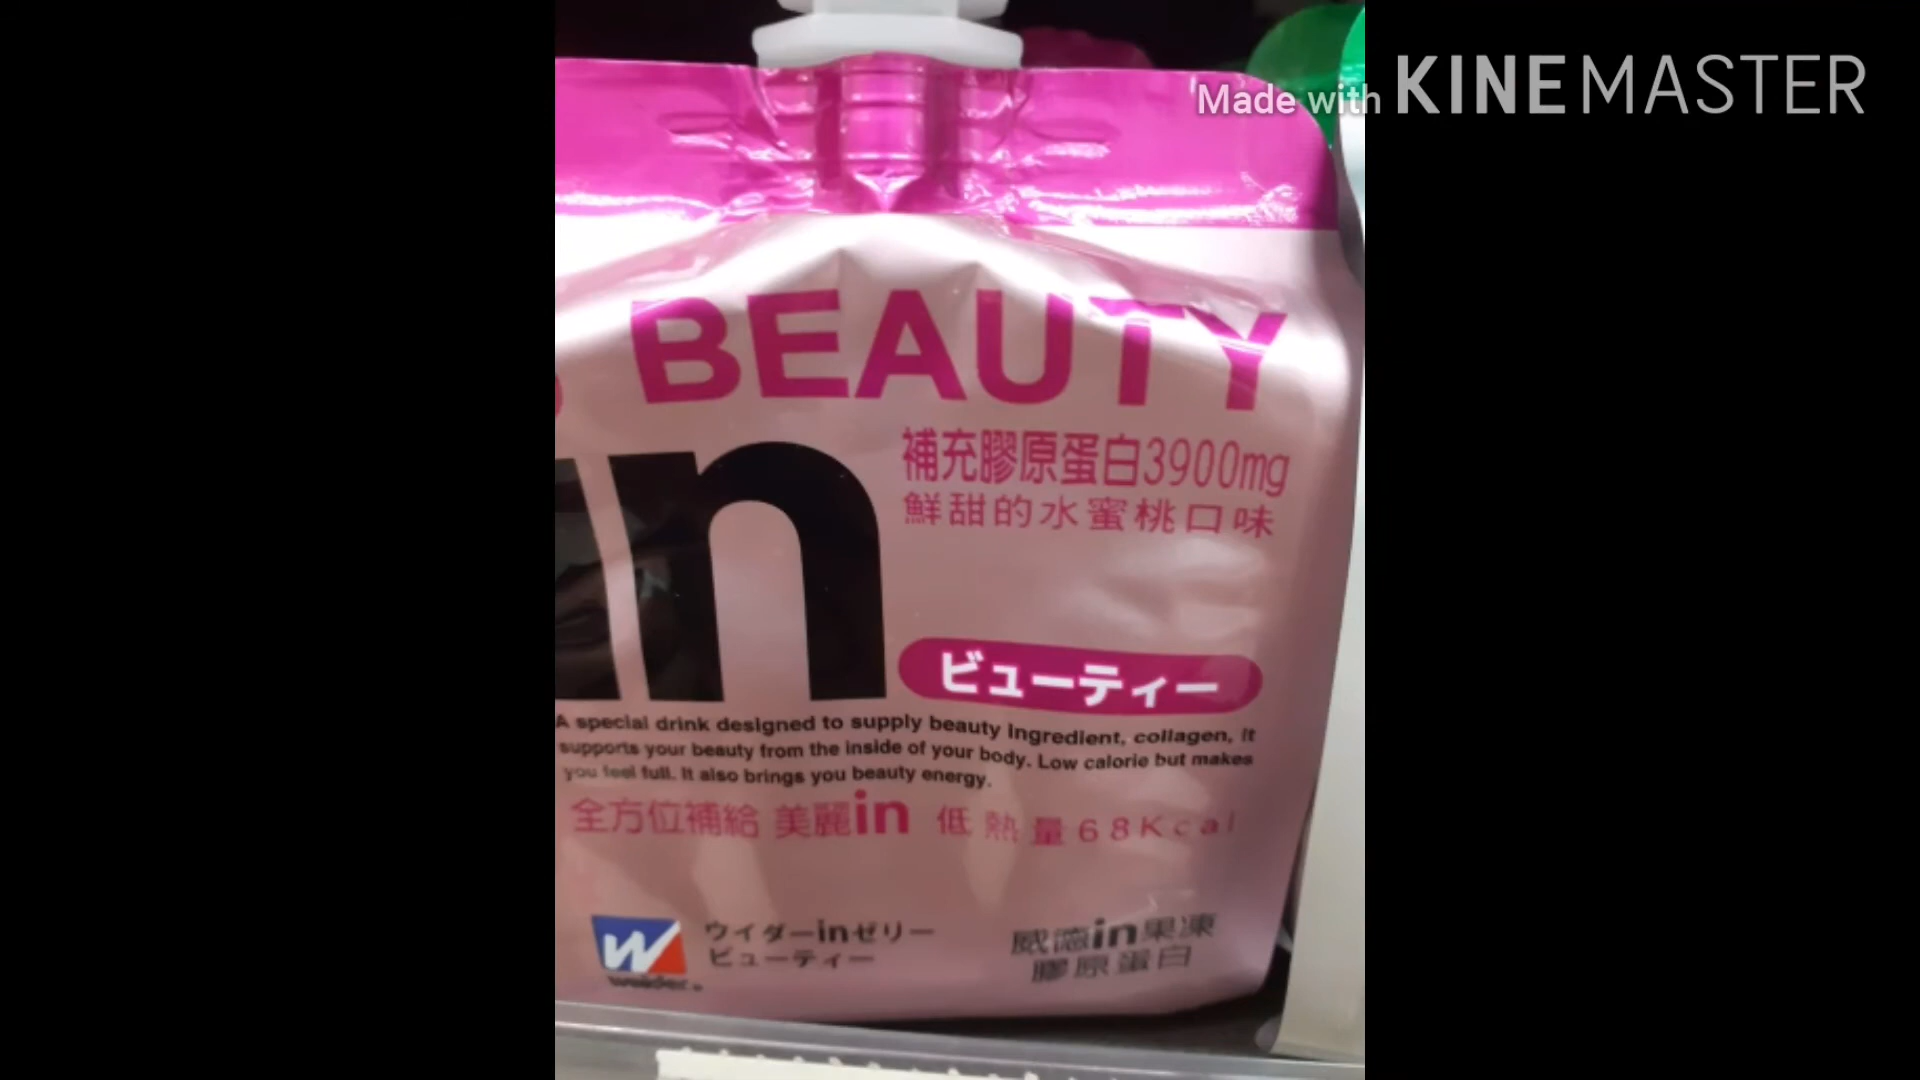 Made with KINEMASTER
BEAUTY
in
補充膠原蛋白3900mg
鮮甜的水蜜桃口味
ビューティー
A special drink designed to supply beauty ingredient, collagen, it
supports your beauty from the inside of your body. Low calorie but makes
you feel full. It also brings you beauty energy.
全方位補給 美麗in 低熱量68Kcal
W
weider
ウイダーinゼリー
ビューティー
威德in果凍
膠原蛋白